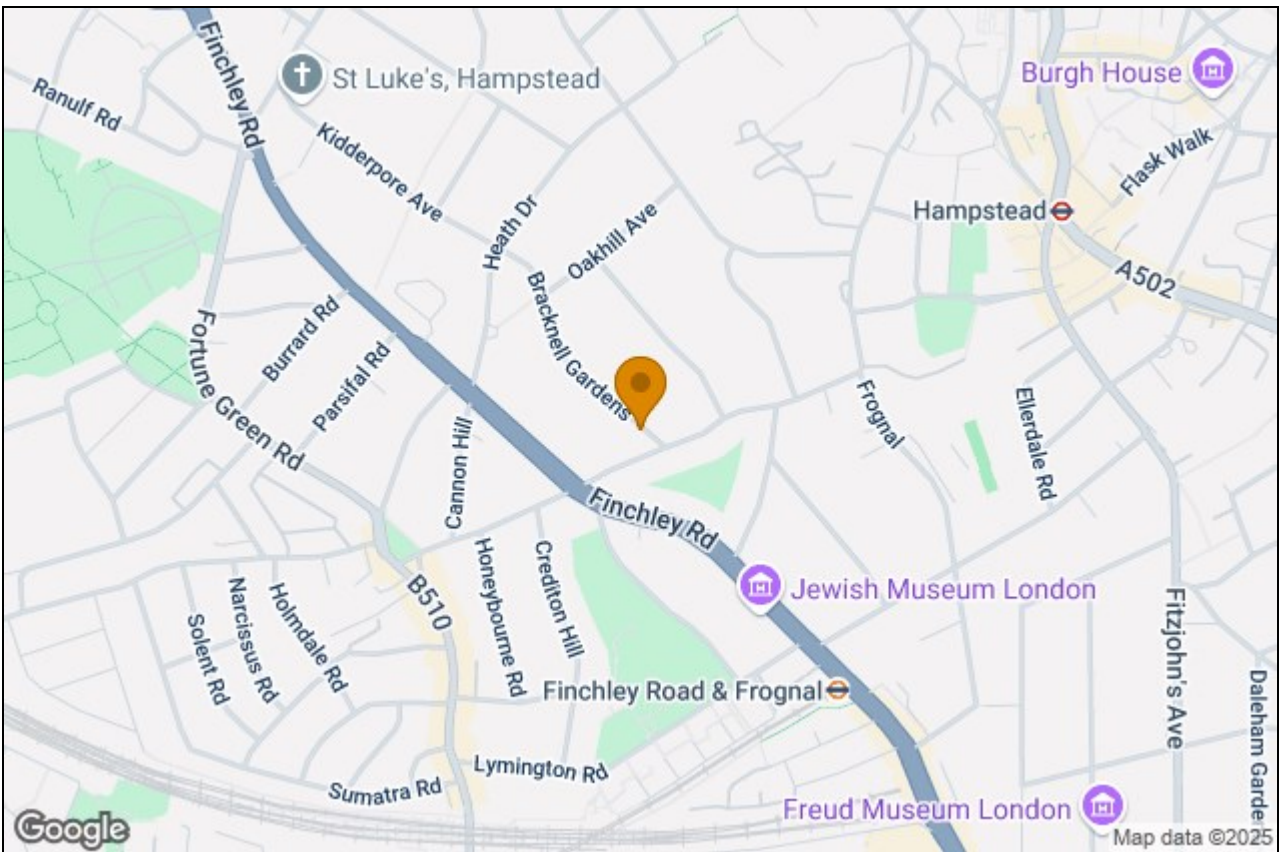 Finchley Rd
St Luke's, Hampstead
Burgh House
Ranulf Rd
Kidderpore Ave
Flask Walk
Heath Dr
Oakhill Ave
Hampstead
A502
Bracknell Gardens
Burrard Rd
Fortune Green Rd
Parsifal Rd
Frognal
Ellerdale Rd
Cannon Hill
Finchley Rd
Honeybourne Rd
Crediton Hill
B510
Jewish Museum London
Holmdale Rd
Narcissus Rd
Solent Rd
Fitzjohn's Ave
Finchley Road & Frognal
Daleham Garden
Lymington Rd
Sumatra Rd
Freud Museum London
Google
Map data ©2025